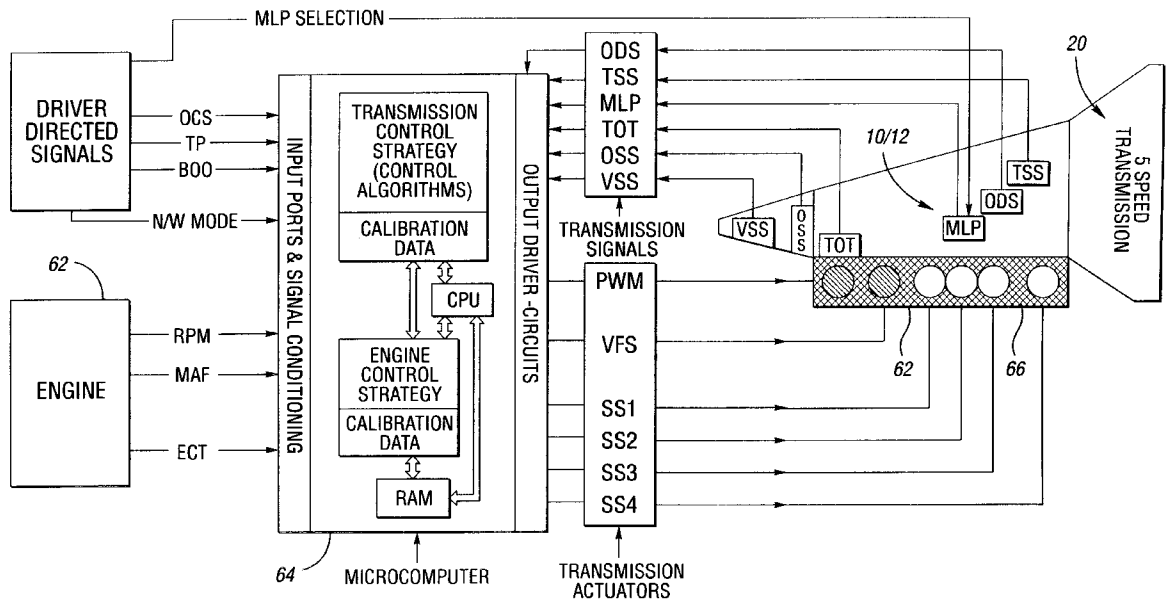 MLP SELECTION
DRIVER
DIRECTED
SIGNALS
OCS
TP
BOO
N/W MODE
62
ENGINE
RPM
MAF
ECT
INPUT PORTS & SIGNAL CONDITIONING
TRANSMISSION
CONTROL
STRATEGY
(CONTROL
ALGORITHMS)
CALIBRATION
DATA
CPU
ENGINE
CONTROL
STRATEGY
CALIBRATION
DATA
RAM
OUTPUT DRIVER-CIRCUITS
64
MICROCOMPUTER
ODS
TSS
MLP
TOT
OSS
VSS
TRANSMISSION
SIGNALS
PWM
VFS
SS1
SS2
SS3
SS4
TRANSMISSION
ACTUATORS
20
10/12
5 SPEED
TRANSMISSION
TSS
ODS
MLP
VSS
OSS
TOT
62
66